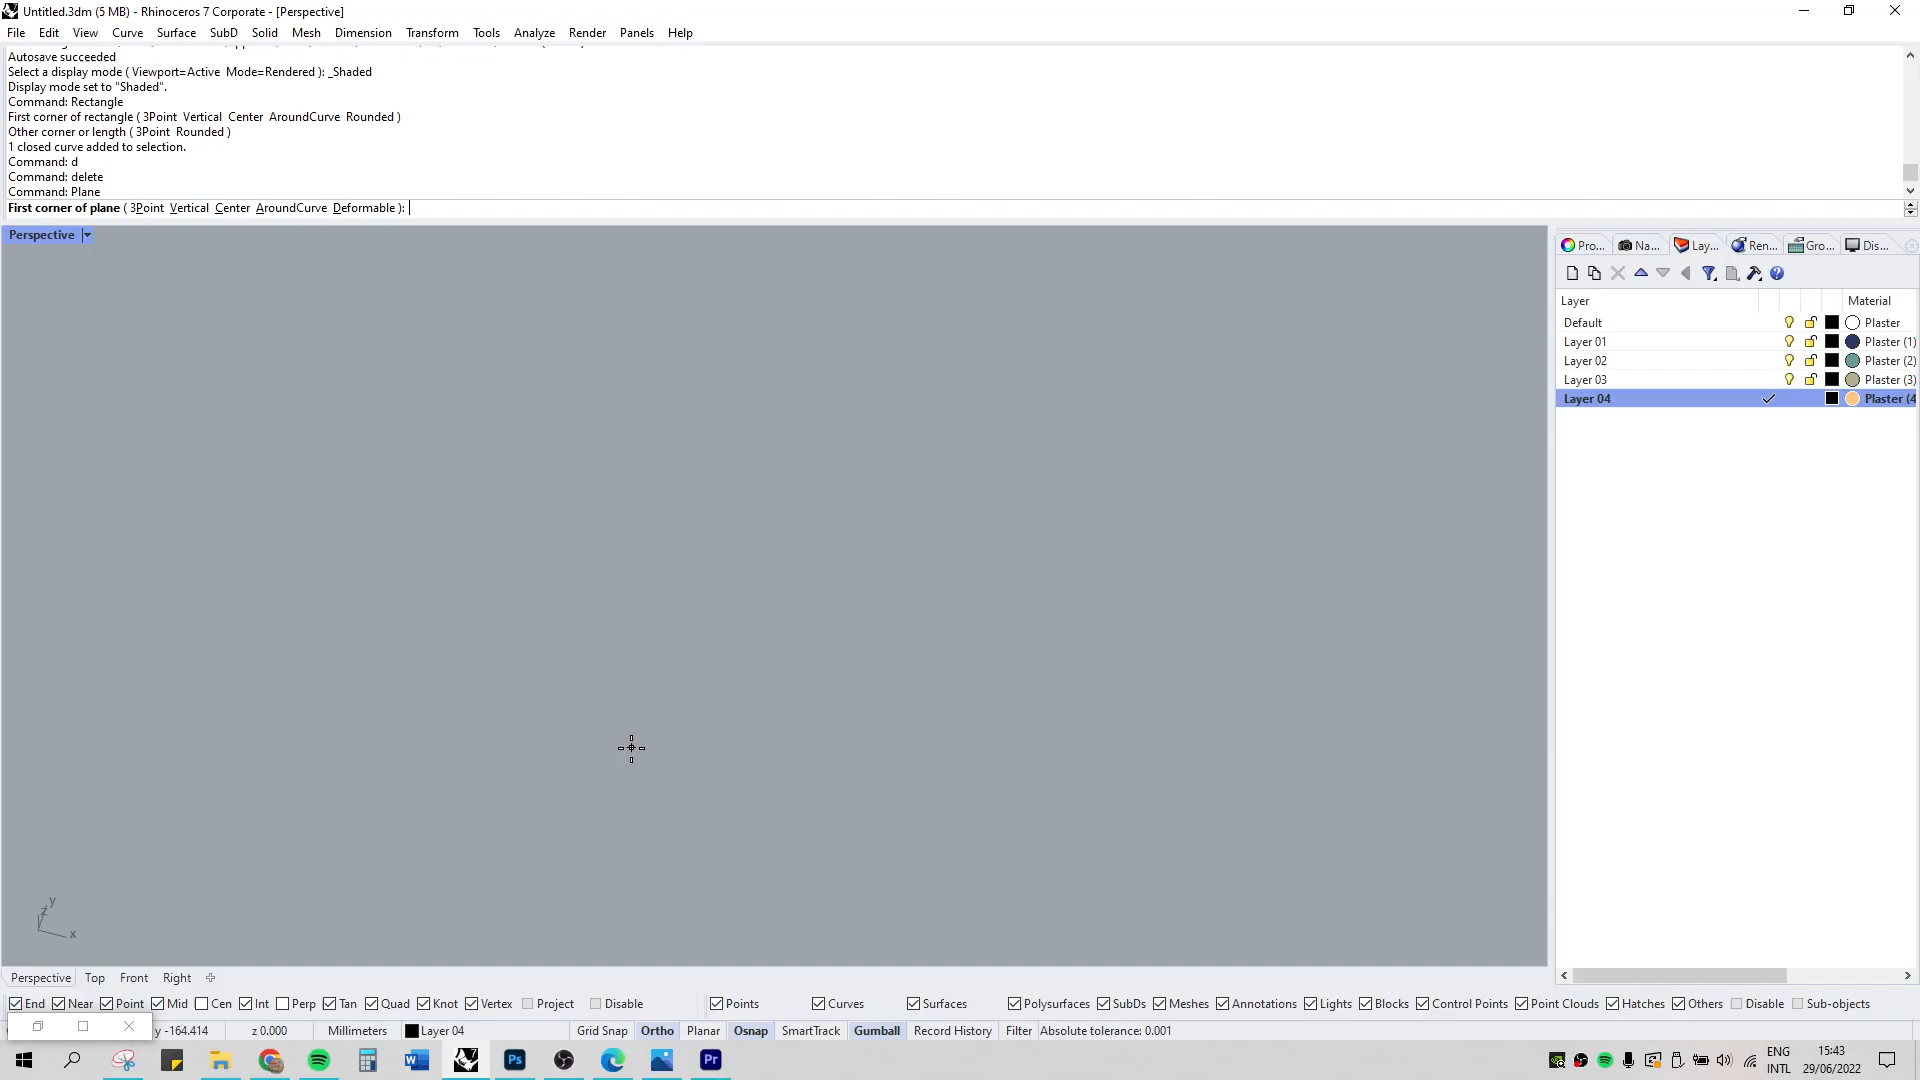 Untitled.3dm (5 MB) - Rhinoceros 7 Corporate - [Perspective]
File Edit View Curve Surface SubD Solid Mesh Dimension Transform Tools Analyze Render Panels Help
Autosave succeeded
Select a display mode ( Viewport=Active Mode=Rendered ): _Shaded
Display mode set to "Shaded".
Command: Rectangle
First corner of rectangle ( 3Point Vertical Center AroundCurve Rounded )
Other corner or length ( 3Point Rounded )
1 closed curve added to selection.
Command: d
Command: delete
Command: Plane
First corner of plane ( 3Point Vertical Center AroundCurve Deformable ):
Perspective
Pro... Na... Lay... Ren... Gro... Dis...
Layer Material
Default Plaster
Layer 01 Plaster (1)
Layer 02 Plaster (2)
Layer 03 Plaster (3)
Layer 04 Plaster (4
y
z
x
Perspective Top Front Right
End Near Point Mid Cen Int Perp Tan Quad Knot Vertex Project Disable Points Curves Surfaces Polysurfaces SubDs Meshes Annotations Lights Blocks Control Points Point Clouds Hatches Others Disable Sub-objects
y -164.414 z 0.000 Millimeters Layer 04 Grid Snap Ortho Planar Osnap SmartTrack Gumball Record History Filter Absolute tolerance: 0.001
W Ps Pr
ENG
INTL
15:43
29/06/2022